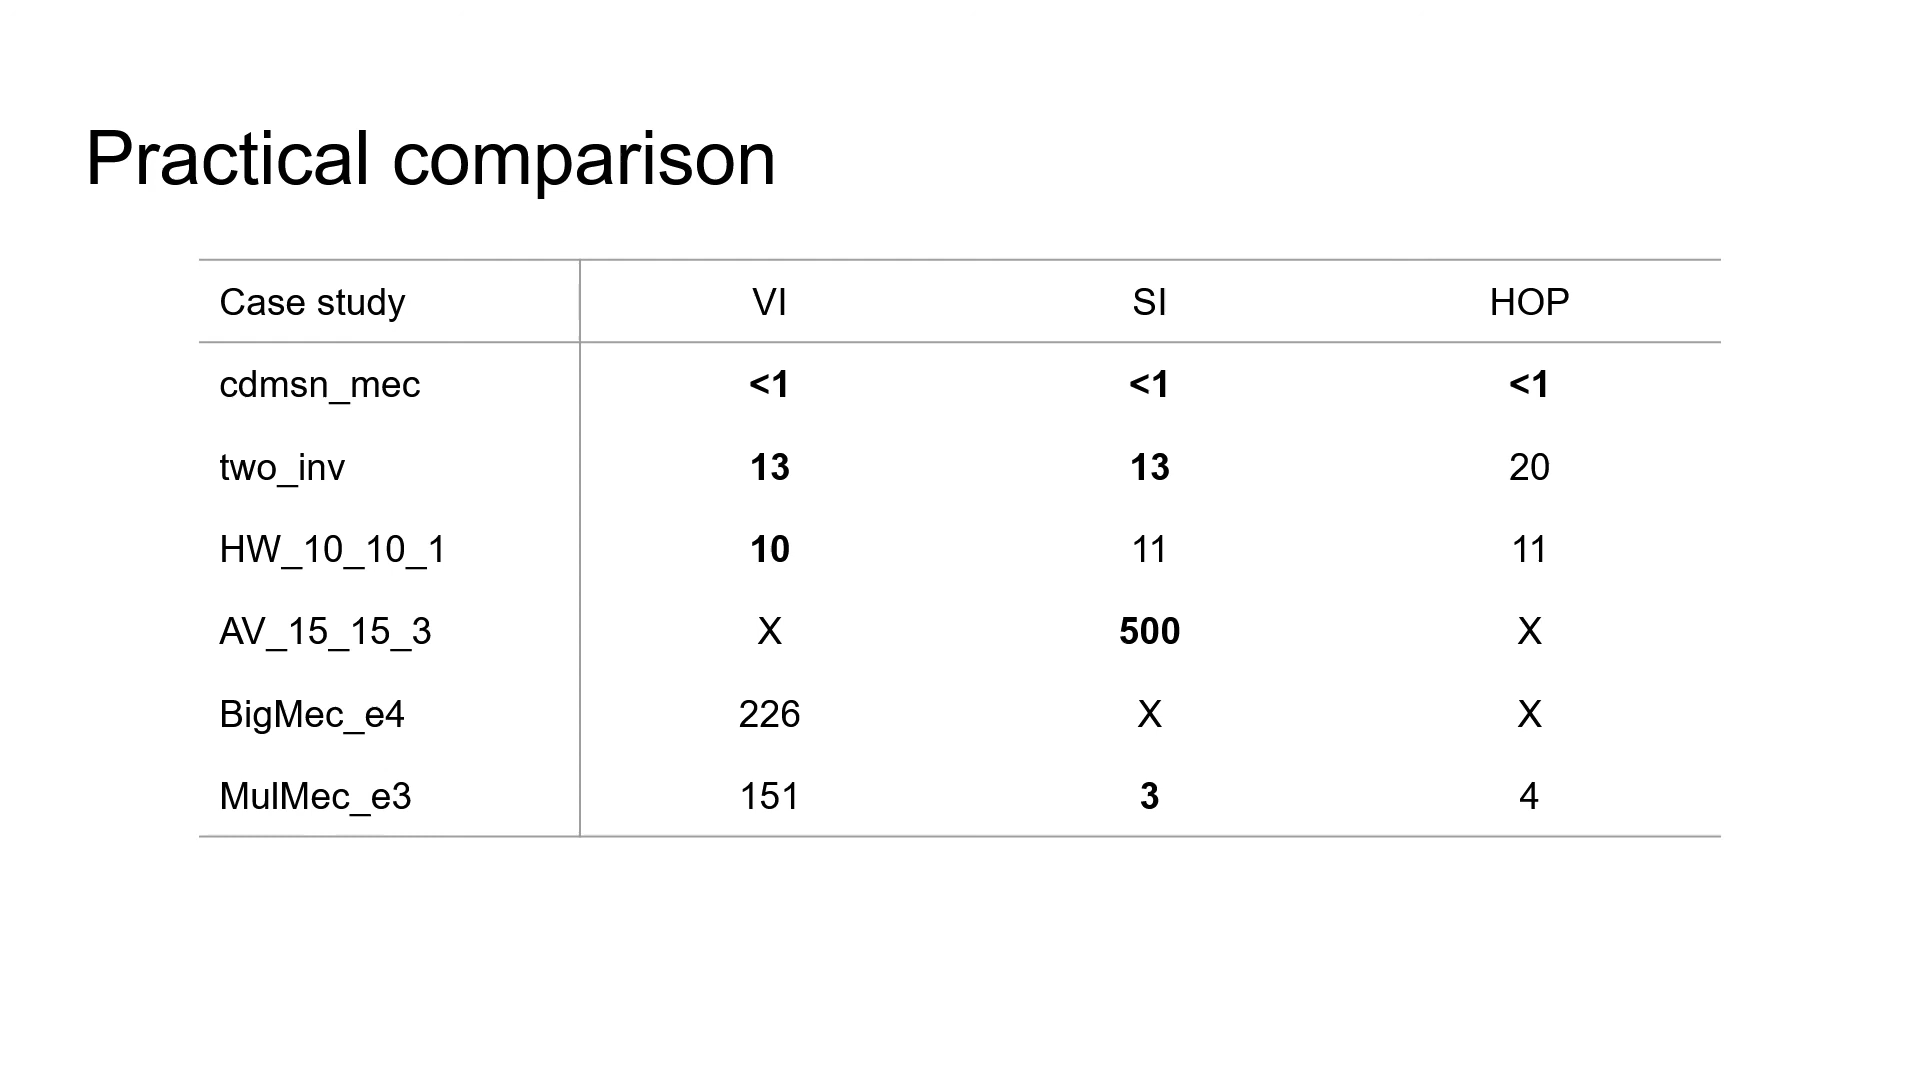 Practical comparison
Case study VI SI HOP
cdmsn_mec <1 <1 <1
two_inv 13 13 20
HW_10_10_1 10 11 11
AV_15_15_3 X 500 X
BigMec_e4 226 X X
MulMec_e3 151 3 4